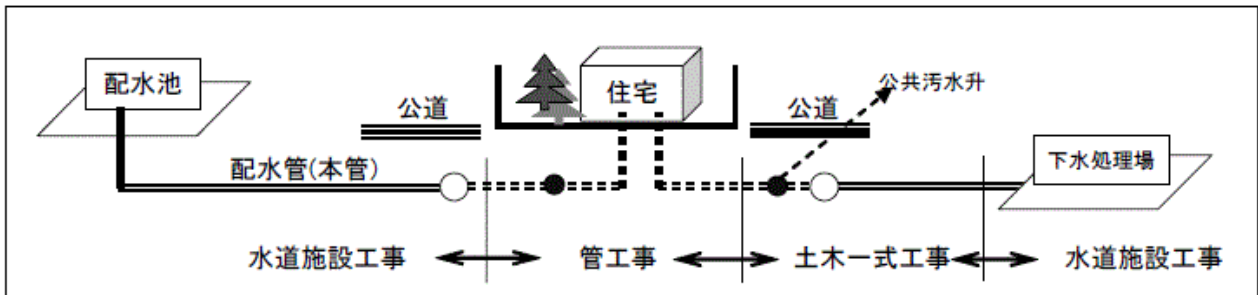 配水池
公道
住宅
公道
公共汚水升
配水管(本管)
下水処理場
水道施設工事
管工事
土木一式工事
水道施設工事